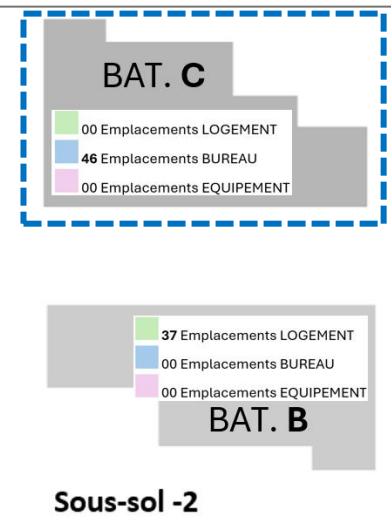 BAT. C
00 Emplacements LOGEMENT
46 Emplacements BUREAU
00 Emplacements EQUIPEMENT
37 Emplacements LOGEMENT
00 Emplacements BUREAU
00 Emplacements EQUIPEMENT
BAT. B
Sous-sol -2